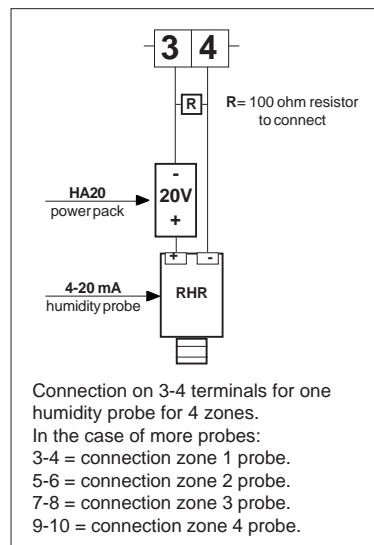 3 4
R
R= 100 ohm resistor
to connect
HA20
power pack
-
20V
+
+ -
4-20 mA
humidity probe
RHR
Connection on 3-4 terminals for one
humidity probe for 4 zones.
In the case of more probes:
3-4 = connection zone 1 probe.
5-6 = connection zone 2 probe.
7-8 = connection zone 3 probe.
9-10 = connection zone 4 probe.